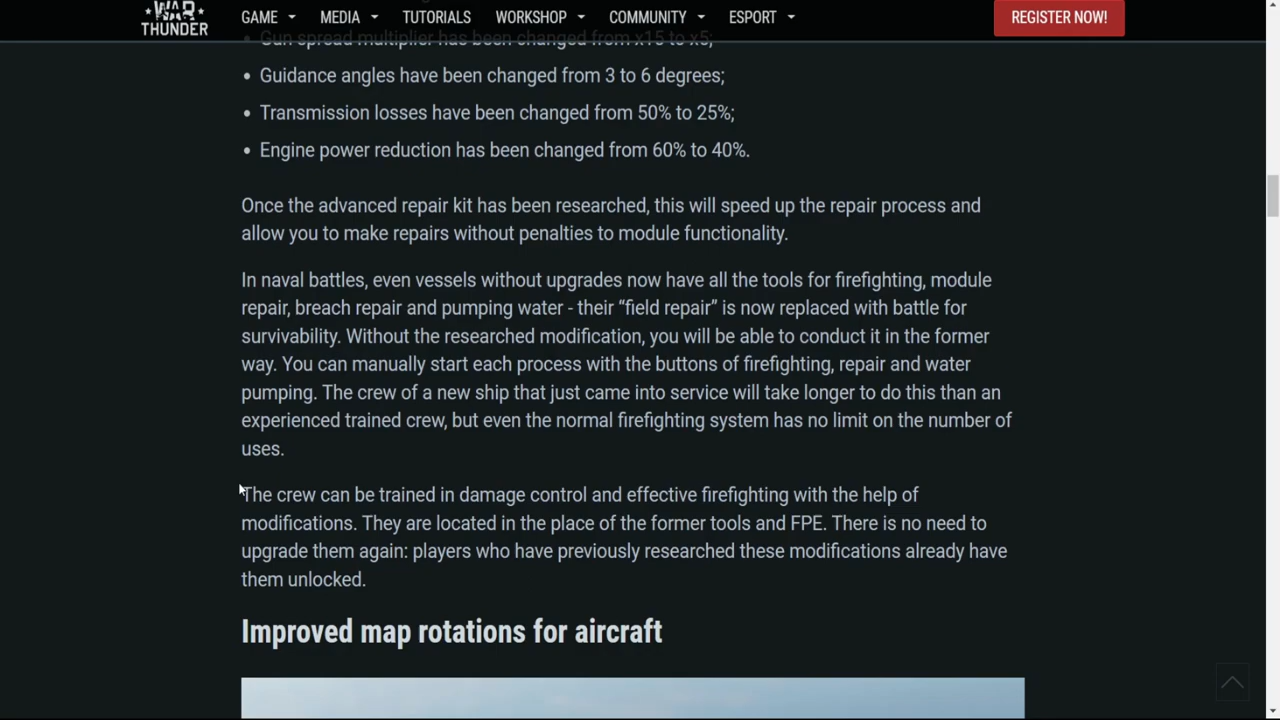 WAR
THUNDER
GAME
MEDIA
TUTORIALS
WORKSHOP
COMMUNITY
ESPORT
REGISTER NOW!
Gun spread multiplier has been changed from x15 to x5;
Guidance angles have been changed from 3 to 6 degrees;
Transmission losses have been changed from 50% to 25%;
Engine power reduction has been changed from 60% to 40%.
Once the advanced repair kit has been researched, this will speed up the repair process and
allow you to make repairs without penalties to module functionality.
In naval battles, even vessels without upgrades now have all the tools for firefighting, module
repair, breach repair and pumping water - their “field repair” is now replaced with battle for
survivability. Without the researched modification, you will be able to conduct it in the former
way. You can manually start each process with the buttons of firefighting, repair and water
pumping. The crew of a new ship that just came into service will take longer to do this than an
experienced trained crew, but even the normal firefighting system has no limit on the number of
uses.
The crew can be trained in damage control and effective firefighting with the help of
modifications. They are located in the place of the former tools and FPE. There is no need to
upgrade them again: players who have previously researched these modifications already have
them unlocked.
Improved map rotations for aircraft